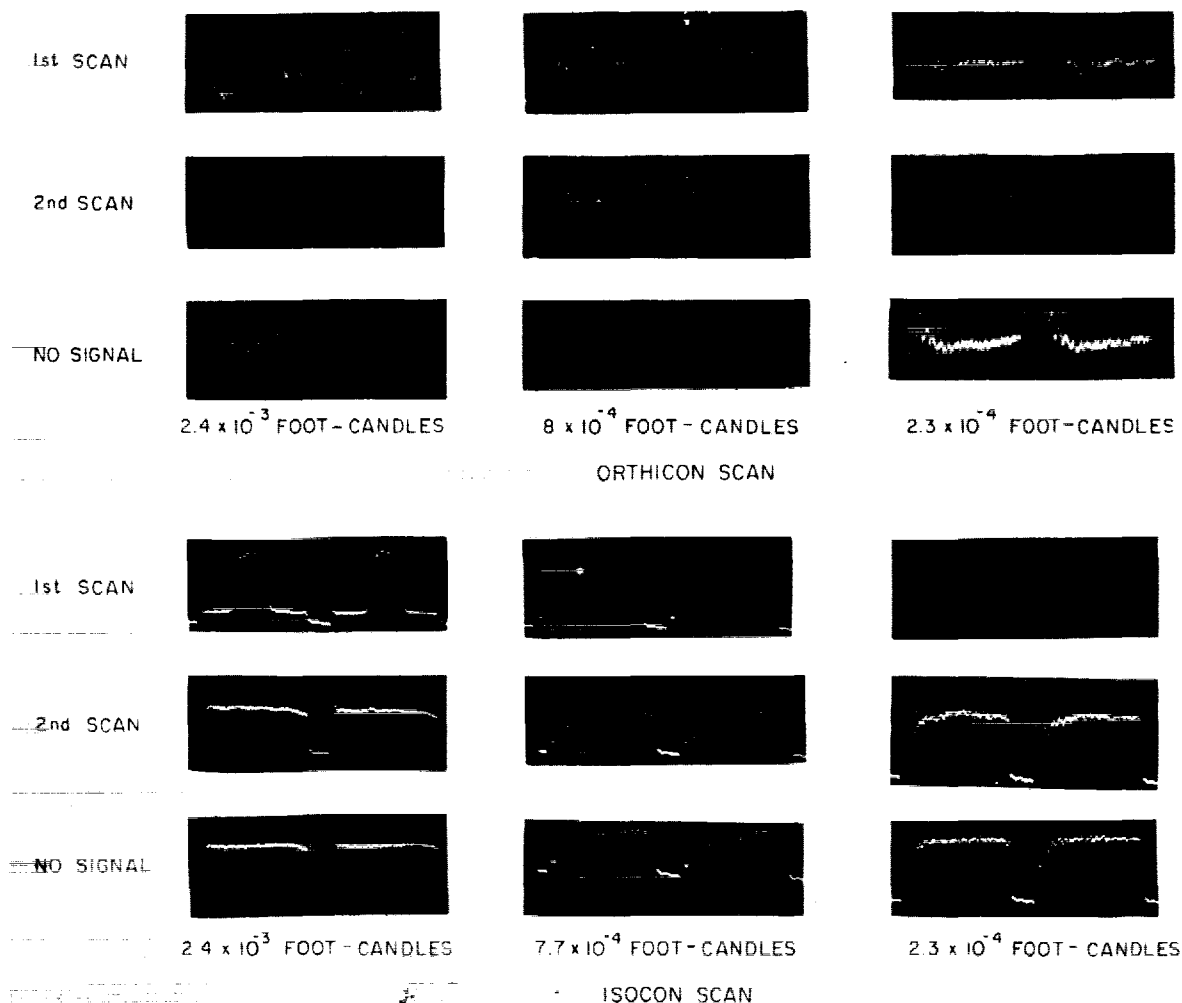 1st SCAN
2nd SCAN
NO SIGNAL
2.4 x 10⁻³ FOOT-CANDLES
8 x 10⁻⁴ FOOT-CANDLES
2.3 x 10⁻⁴ FOOT-CANDLES
ORTHICON SCAN
1st SCAN
2nd SCAN
NO SIGNAL
2.4 x 10⁻³ FOOT-CANDLES
7.7 x 10⁻⁴ FOOT-CANDLES
2.3 x 10⁻⁴ FOOT-CANDLES
ISOCON SCAN